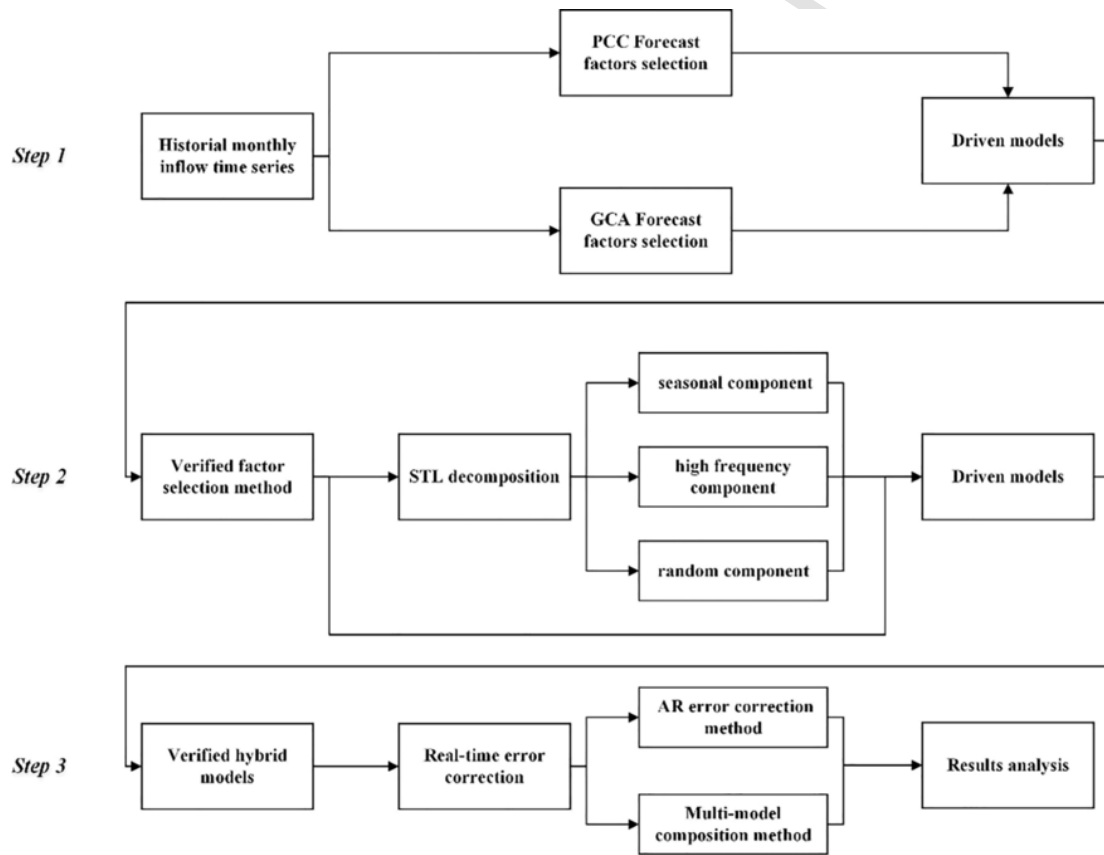 PCC Forecast
factors selection
Step 1
Historial monthly
inflow time series
Driven models
GCA Forecast
factors selection
seasonal component
Step 2
Verified factor
selection method
STL decomposition
high frequency
component
Driven models
random component
AR error correction
method
Step 3
Verified hybrid
models
Real-time error
correction
Results analysis
Multi-model
composition method